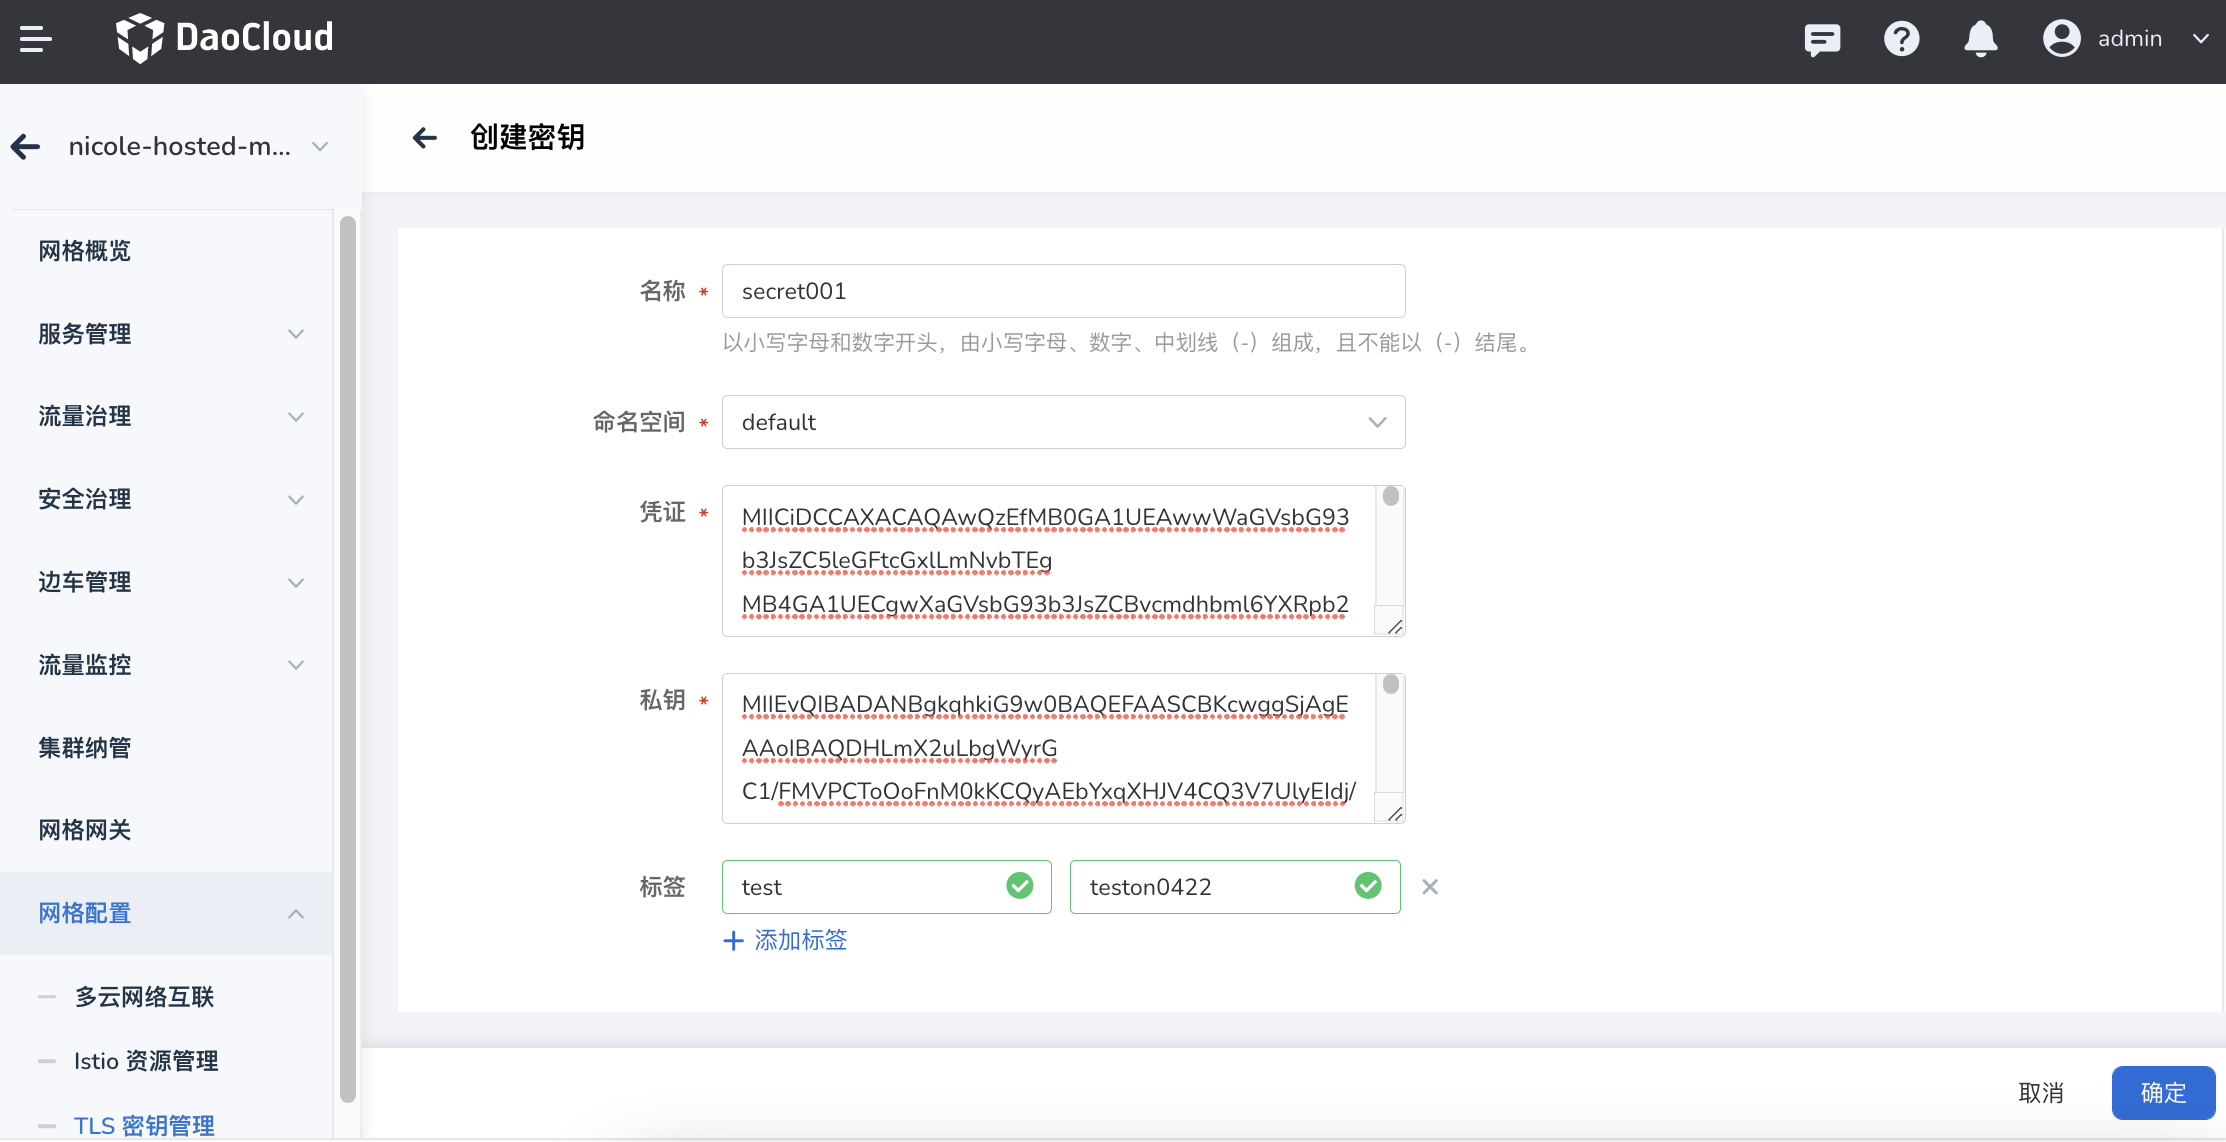 DaoCloud
admin
nicole-hosted-m...
创建密钥
网格概览
服务管理
流量治理
安全治理
边车管理
流量监控
集群纳管
网格网关
网格配置
多云网络互联
Istio 资源管理
TLS 密钥管理
名称 * secret001
以小写字母和数字开头，由小写字母、数字、中划线（-）组成，且不能以（-）结尾。
命名空间 * default
凭证 * MIICiDCCAXACAQAwQzEfMB0GA1UEAwwWaGVsbG93
b3JsZC5leGFtcGxlLmNvbTEg
MB4GA1UECgwXaGVsbG93b3JsZCBvcmdhbml6YXRpb2
私钥 * MIIEvQIBADANBgkqhkiG9w0BAQEFAASCBKcwggSjAgE
AAoIBAQDHLmX2uLbgWyrG
C1/FMVPCToOoFnM0kKCQyAEbYxqXHJV4CQ3V7UlyEIdj/
标签 test teston0422
添加标签
取消 确定